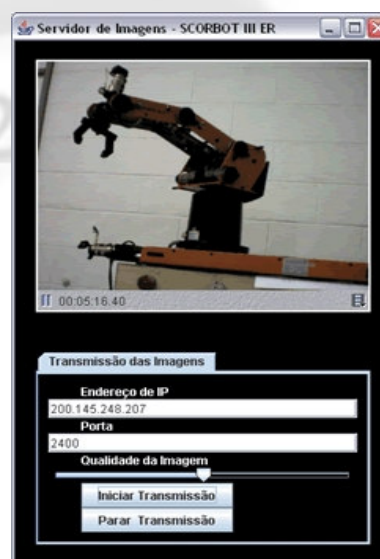 Servidor de Imagens - SCORBOT III ER
00:05:16.40
Transmissão das Imagens
Endereço de IP
200.145.248.207
Porta
2400
Qualidade da Imagem
Iniciar Transmissão
Parar Transmissão